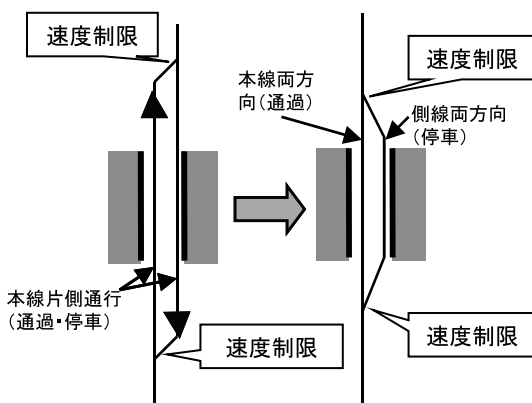 速度制限
本線両方
向(通過)
速度制限
側線両方向
(停車)
本線片側通行
(通過・停車)
速度制限
速度制限